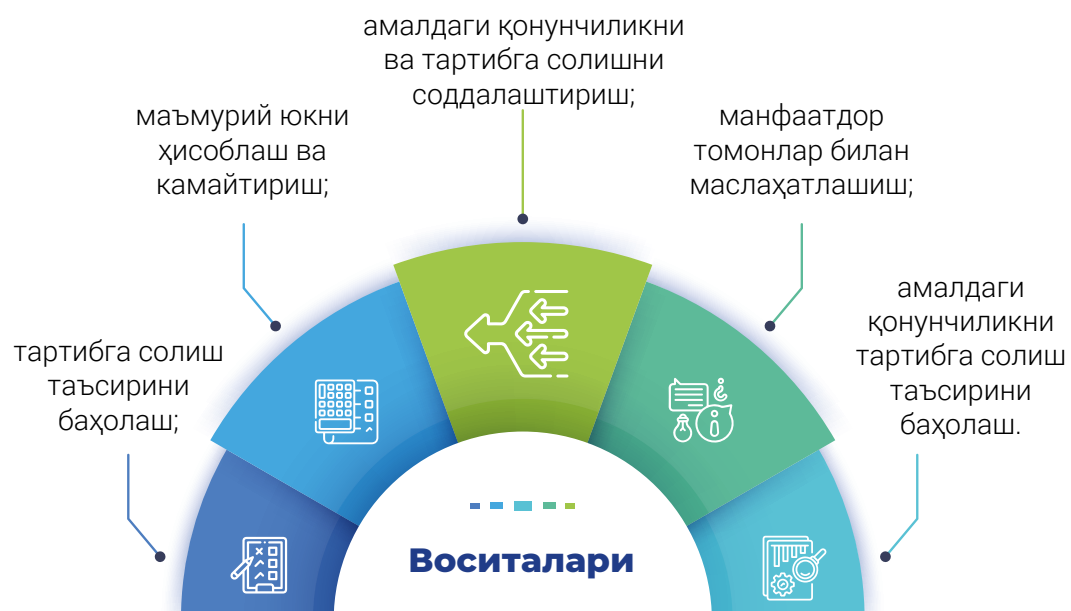 тартибга солиш
таъсирини
баҳолаш;
маъмурий юкни
ҳисоблаш ва
камайтириш;
амалдаги қонунчиликни
ва тартибга солишни
соддалаштириш;
манфаатдор
томонлар билан
маслаҳатлашиш;
амалдаги
қонунчиликни
тартибга солиш
таъсирини
баҳолаш.
Воситалари